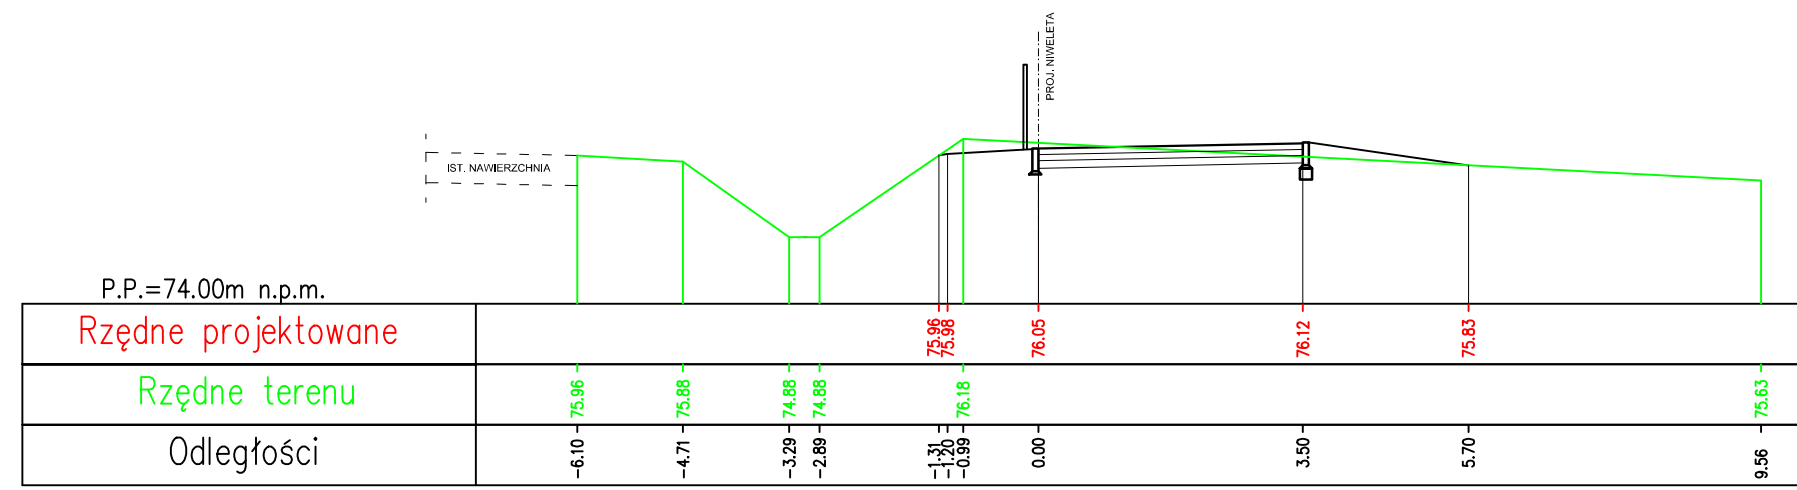 PROJ. NIWELETA
IST. NAWIERZCHNIA
P.P.=74.00m n.p.m.
Rzędne projektowane
75.96 75.98 76.05 76.12 75.83
Rzędne terenu
75.96 75.88 74.88 74.88 76.18 75.63
Odległości
-6.10 -4.71 -3.29 -2.89 -1.31 -1.20 -0.99 0.00 3.50 5.70 9.56